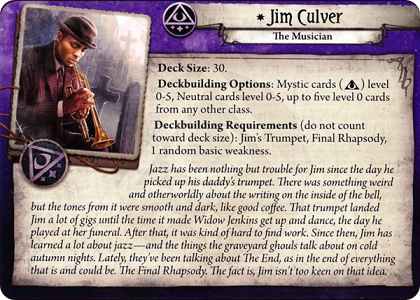 Jim Culver
The Musician
Deck Size: 30.
Deckbuilding Options: Mystic cards ( ) level
0-5, Neutral cards level 0-5, up to five level 0 cards
from any other class.
Deckbuilding Requirements (do not count
toward deck size): Jim's Trumpet, Final Rhapsody,
1 random basic weakness.
Jazz has been nothing but trouble for Jim since the day he
picked up his daddy's trumpet. There was something weird
and otherworldly about the writing on the inside of the bell,
but the tones from it were smooth and dark, like good coffee. That trumpet landed
Jim a lot of gigs until the time it made Widow Jenkins get up and dance, the day he
played at her funeral. After that, it was kind of hard to find work. Since then, Jim has
learned a lot about jazz—and the things the graveyard ghouls talk about on cold
autumn nights. Lately, they've been talking about The End, as in the end of everything
that is and could be. The Final Rhapsody. The fact is, Jim isn't too keen on that idea.